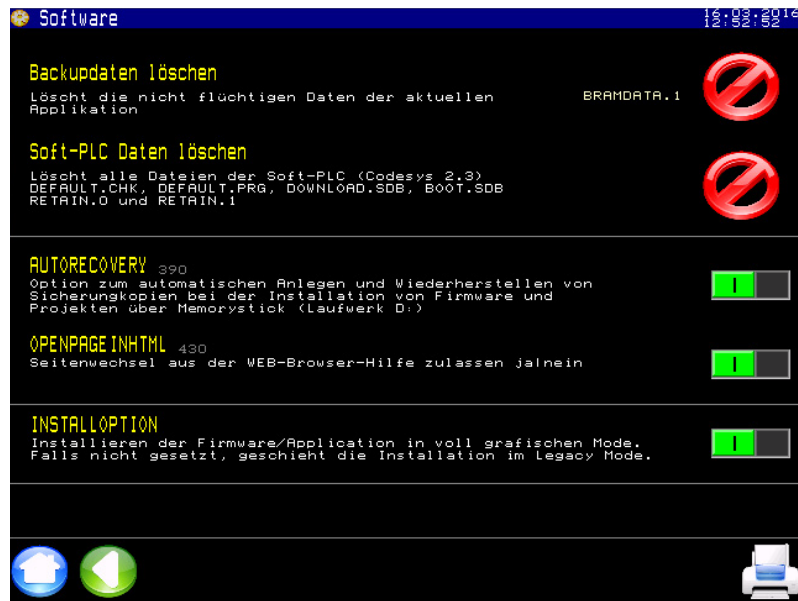 Software
16.03.2016
12:52:52
Backupdaten löschen
Löscht die nicht flüchtigen Daten der aktuellen
Applikation
BRAMDATA.1
Soft-PLC Daten löschen
Löscht alle Dateien der Soft-PLC (Codesys 2.3)
DEFAULT.CHK, DEFAULT.PRG, DOWNLOAD.SDB, BOOT.SDB
RETAIN.0 und RETAIN.1
AUTORECOVERY 390
Option zum automatischen Anlegen und Wiederherstellen von
Sicherungkopien bei der Installation von Firmware und
Projekten über Memorystick (Laufwerk D:)
OPENPAGEINHTML 430
Seitenwechsel aus der WEB-Browser-Hilfe zulassen ja|nein
INSTALLOPTION
Installieren der Firmware/Application in voll grafischen Mode.
Falls nicht gesetzt, geschieht die Installation im Legacy Mode.